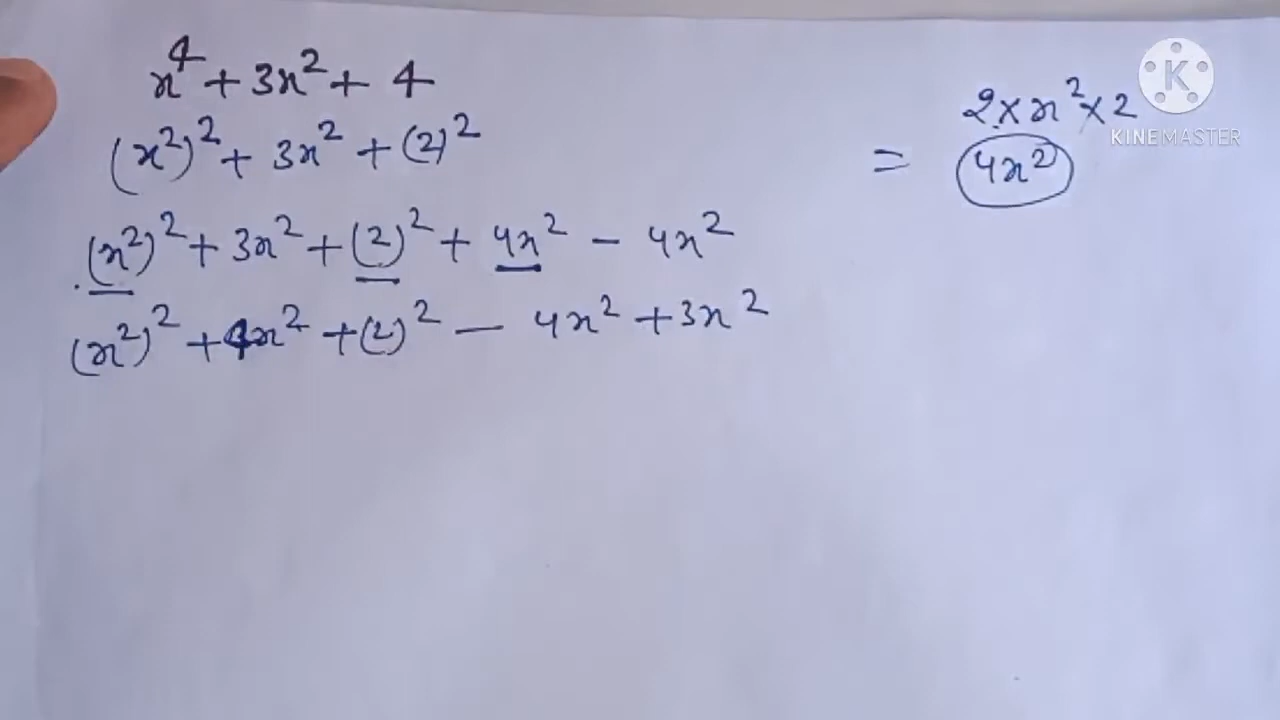 x⁴ + 3x² + 4
(x²)² + 3x² + (2)²
(x²)² + 3x² + (2)² + 4x² - 4x²
(x²)² + 4x² + (2)² - 4x² + 3x²
2 × x² × 2
= 4x²
K
KINEMASTER